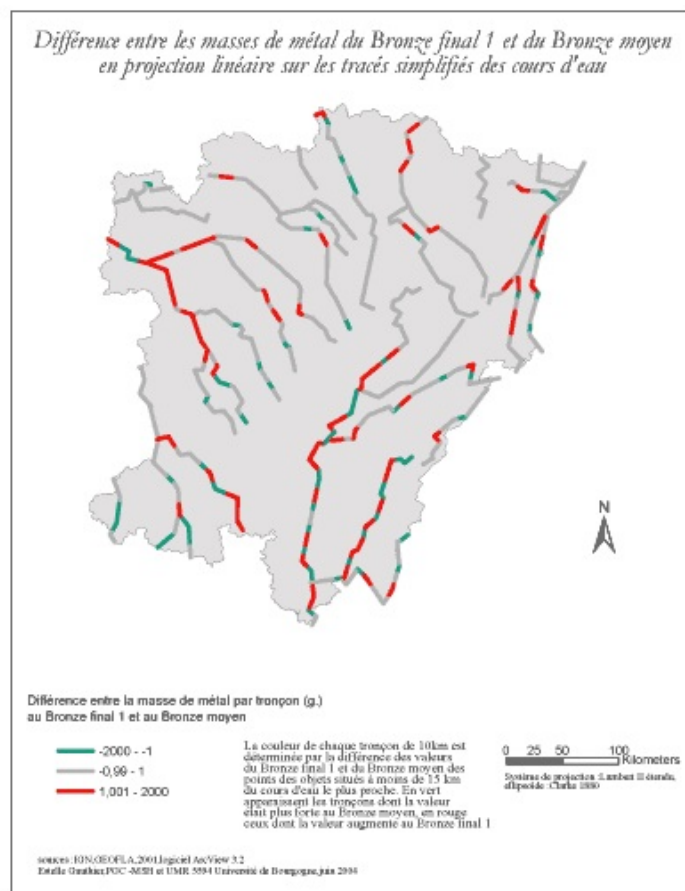 Différence entre les masses de métal du Bronze final 1 et du Bronze moyen
en projection linéaire sur les tracés simplifiés des cours d'eau
N
Différence entre la masse de métal par tronçon (g.)
au Bronze final 1 et au Bronze moyen
-2000 - -1
-0,99 - 1
1,001 - 2000
La couleur de chaque tronçon de 10km est
déterminée par la différence des valeurs
du Bronze final 1 et du Bronze moyen des
points des objets situés à moins de 15 km
du cours d'eau le plus proche. En vert
apparaissent les tronçons dont la valeur
était plus forte au Bronze moyen, en rouge
ceux dont la valeur augmente au Bronze final 1
0 25 50 100
Kilometers
Système de projection : Lambert II étendu,
ellipsoïde : Clarke 1880
sources : IGN, GEOFLA, 2001, logiciel ArcView 3.2
Estelle Gauthier, POC -MSH et UMR 5594 Université de Bourgogne, juin 2004